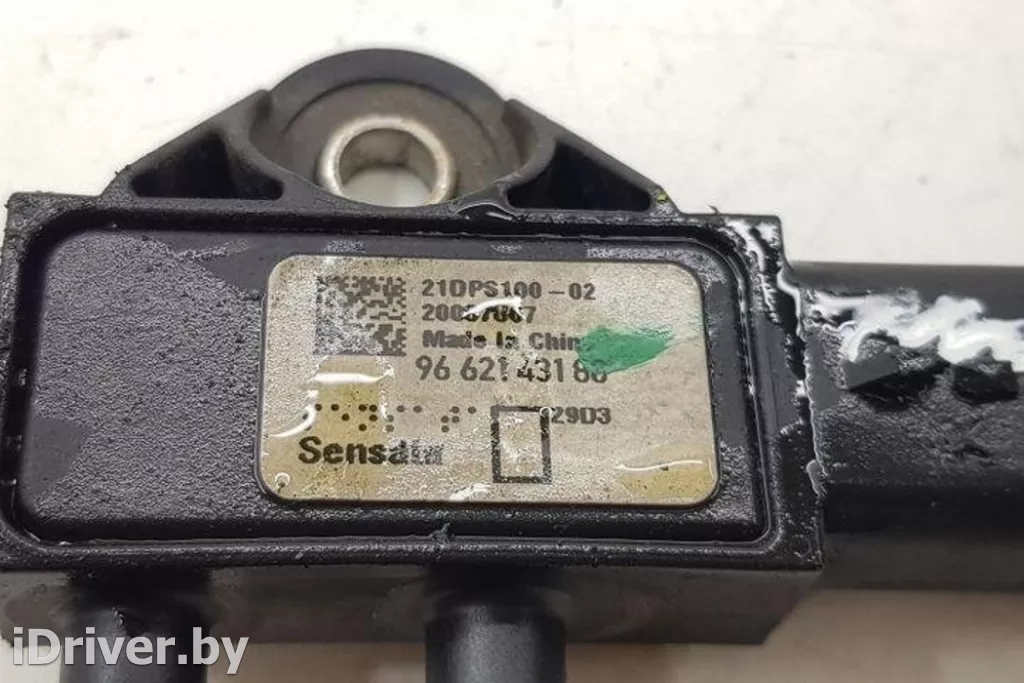 21DPS100-02
Made In China
96 621 431 80
29D3
Sensata
iDriver.by